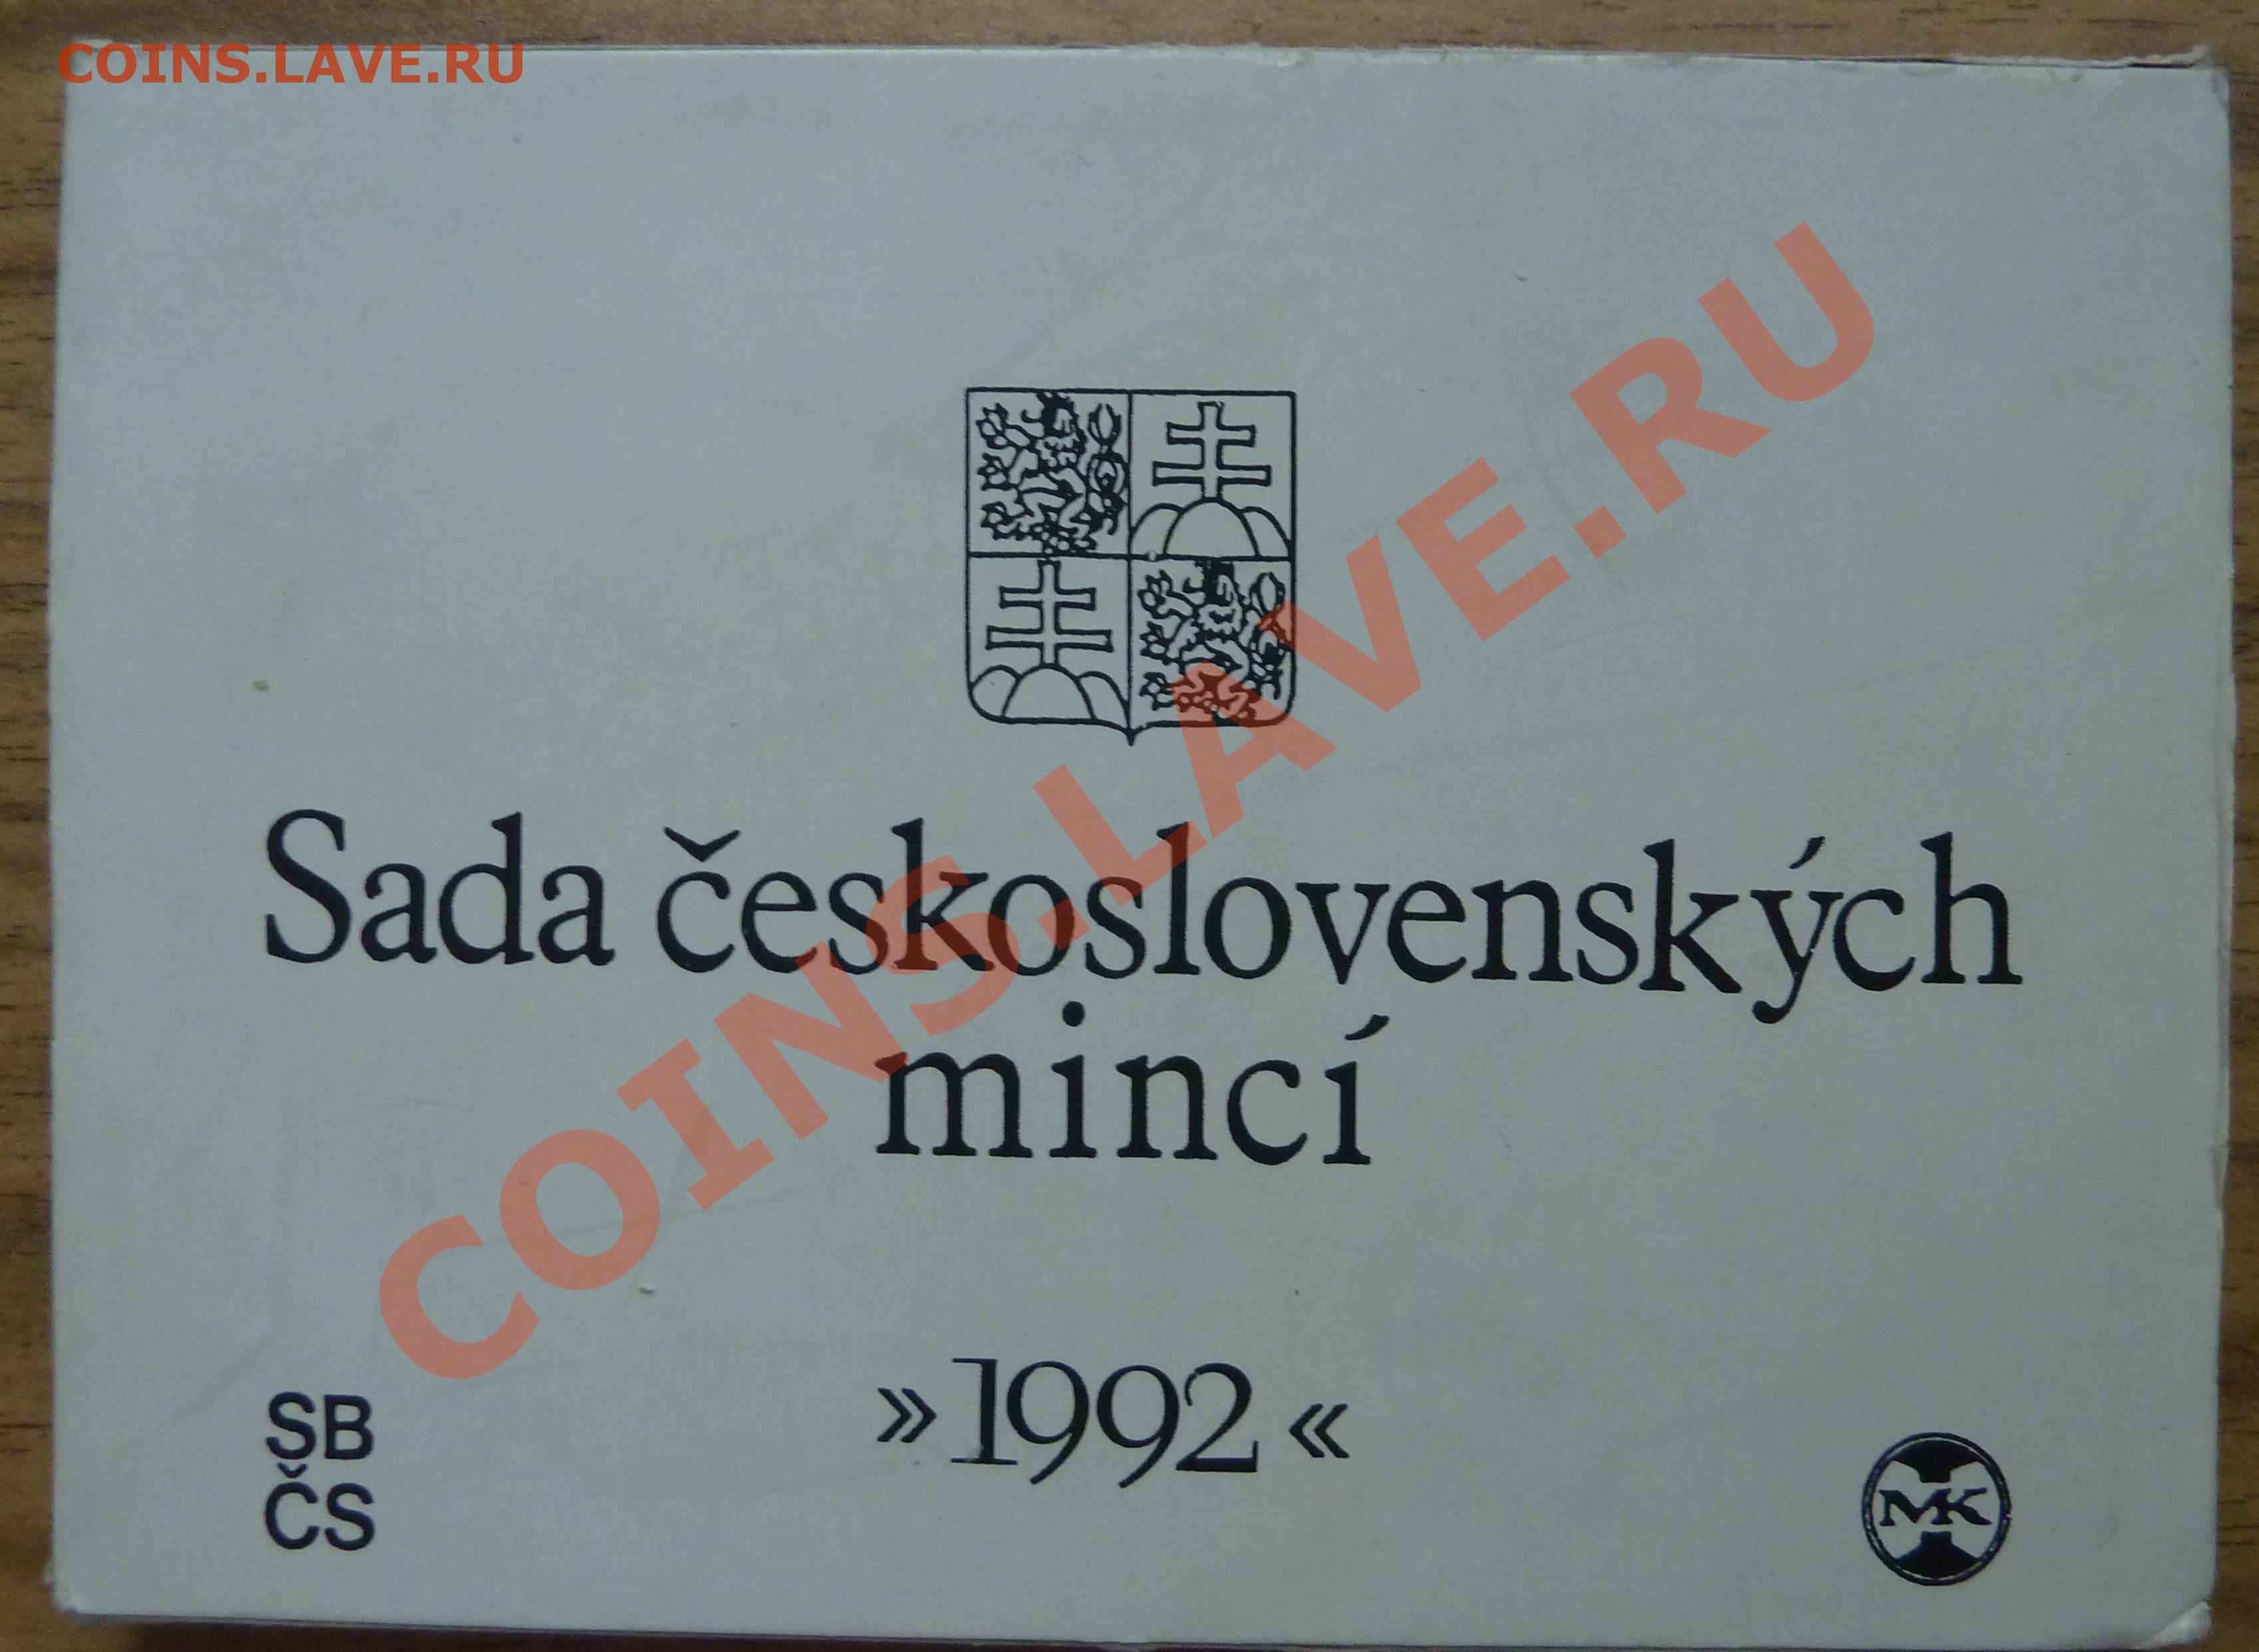 COINS.LAVE.RU
COINS.LAVE.RU
Sada československých
mincí
»1992«
SB
ČS
MK